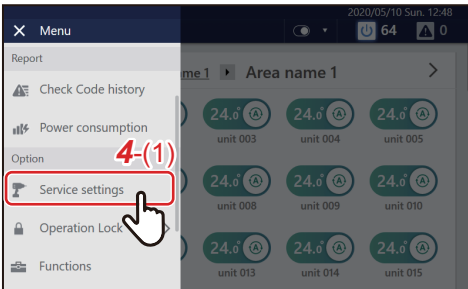 2020/05/10 Sun. 12:48
Menu
64
0
Report
me 1 Area name 1
Check Code history
24.0° A 24.0° A 24.0° A
Power consumption
unit 003 unit 004 unit 005
4-(1)
Option
Service settings
24.0° A 24.0° A 24.0° A
unit 008 unit 009 unit 010
Operation Lock
24.0° A 24.0° A 24.0° A
Functions
unit 013 unit 014 unit 015